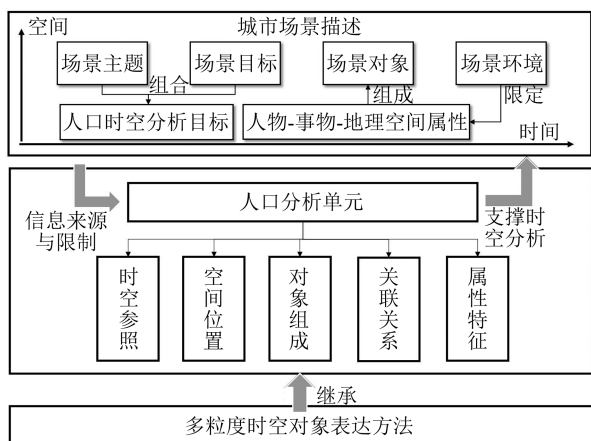 空间
城市场景描述
场景主题
场景目标
场景对象
场景环境
组合
组成
限定
人口时空分析目标
人物-事物-地理空间属性
时间
信息来源
与限制
人口分析单元
支撑时
空分析
时空参照
空间位置
对象组成
关联关系
属性特征
继承
多粒度时空对象表达方法